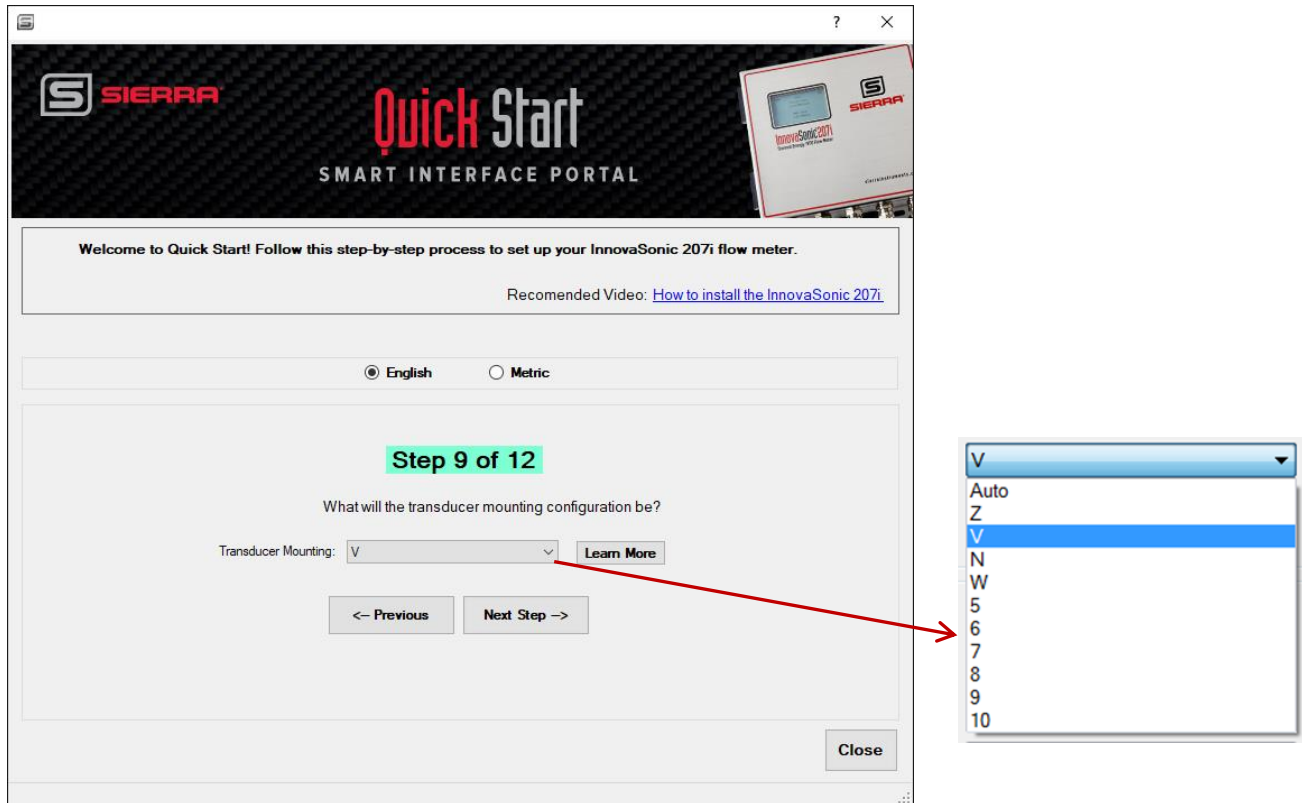 ?
SIERRA
Quick Start
SMART INTERFACE PORTAL
SIERRA
InnovaSonic207i
Welcome to Quick Start! Follow this step-by-step process to set up your InnovaSonic 207i flow meter.
Recomended Video: How to install the InnovaSonic 207i
English Metric
Step 9 of 12
What will the transducer mounting configuration be?
Transducer Mounting: V Learn More
<-- Previous Next Step -->
Close
V
Auto
Z
V
N
W
5
6
7
8
9
10